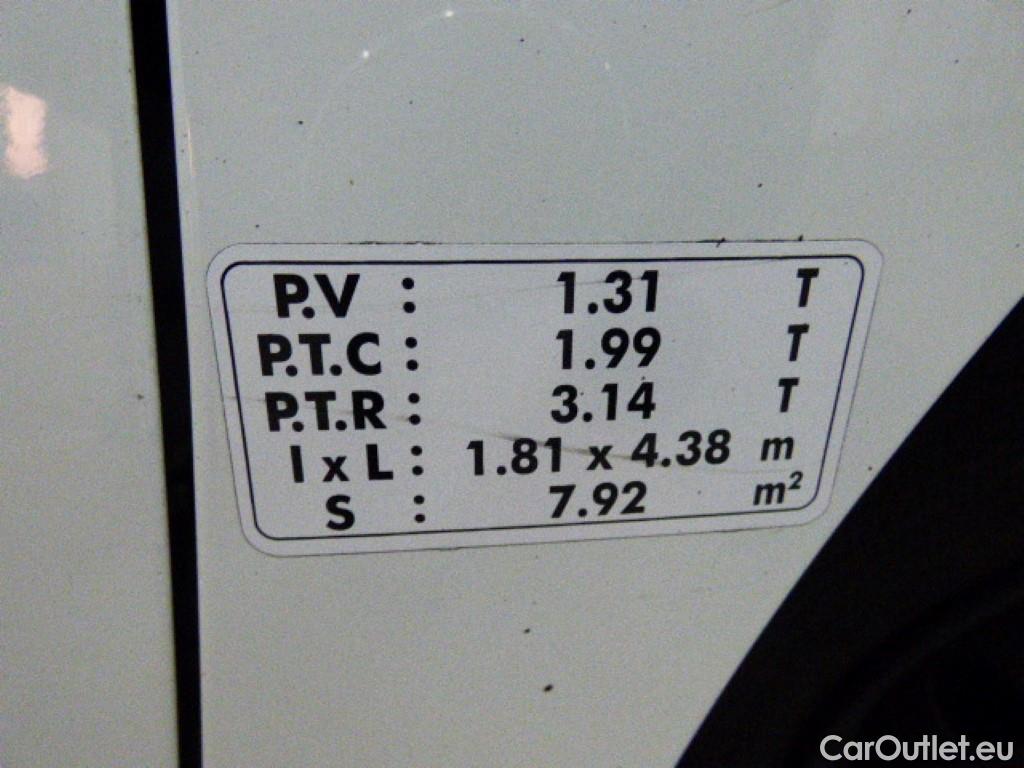 P.V : 1.31 T
P.T.C : 1.99 T
P.T.R : 3.14 T
l x L : 1.81 x 4.38 m
S : 7.92 m²
CarOutlet.eu